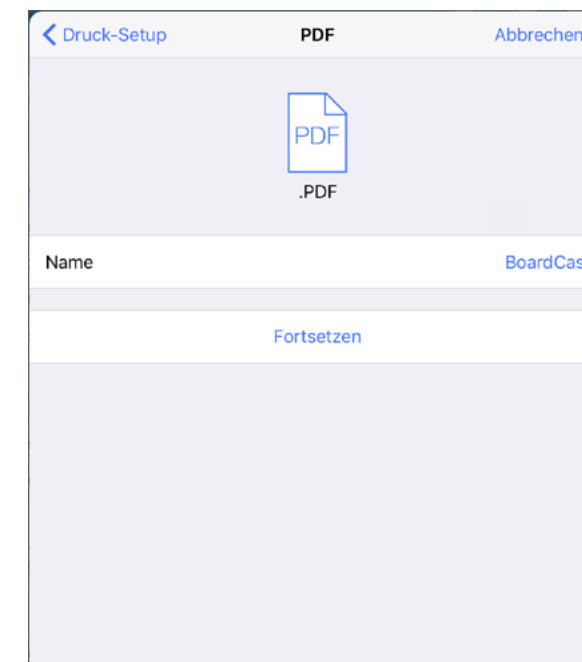 Druck-Setup PDF Abbrechen
PDF
.PDF
Name BoardCas
Fortsetzen